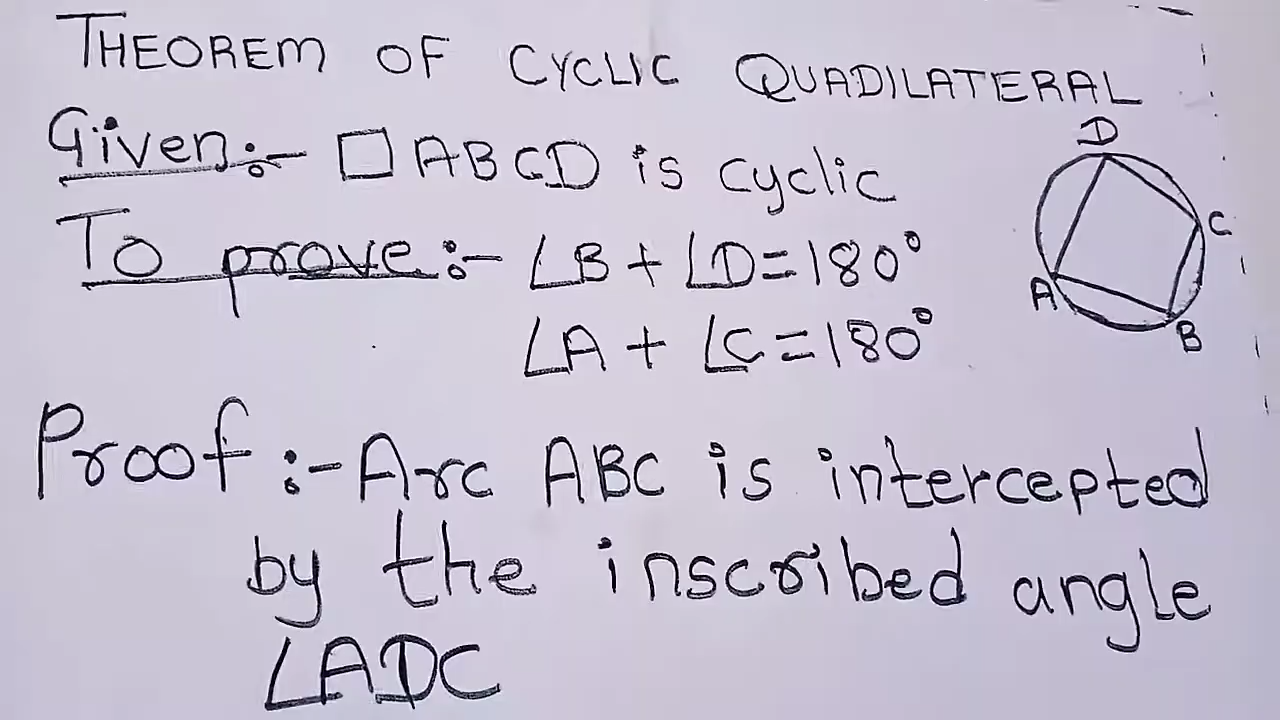 THEOREM OF CYCLIC QUADILATERAL
Given:- □ABCD is cyclic
To prove:- ∠B + ∠D = 180°
∠A + ∠C = 180°
D
C
A
B
Proof:- Arc ABC is intercepted
by the inscribed angle
∠ADC